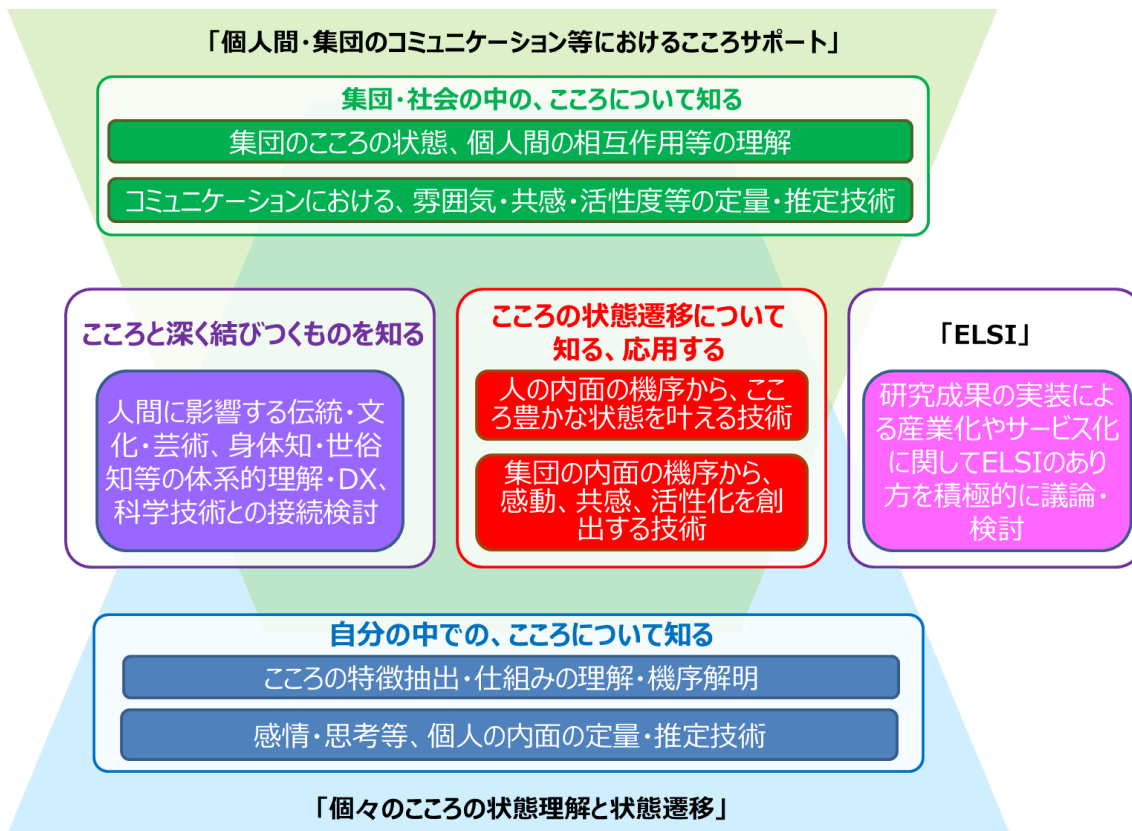 「個人間・集団のコミュニケーション等におけるこころサポート」
集団・社会の中の、こころについて知る
集団のこころの状態、個人間の相互作用等の理解
コミュニケーションにおける、雰囲気・共感・活性度等の定量・推定技術
こころと深く結びつくものを知る
人間に影響する伝統・文
化・芸術、身体知・世俗
知等の体系的理解・DX、
科学技術との接続検討
こころの状態遷移について
知る、応用する
人の内面の機序から、ここ
ろ豊かな状態を叶える技術
集団の内面の機序から、
感動、共感、活性化を創
出する技術
「ELSI」
研究成果の実装によ
る産業化やサービス化
に関してELSIのあり
方を積極的に議論・
検討
自分の中での、こころについて知る
こころの特徴抽出・仕組みの理解・機序解明
感情・思考等、個人の内面の定量・推定技術
「個々のこころの状態理解と状態遷移」